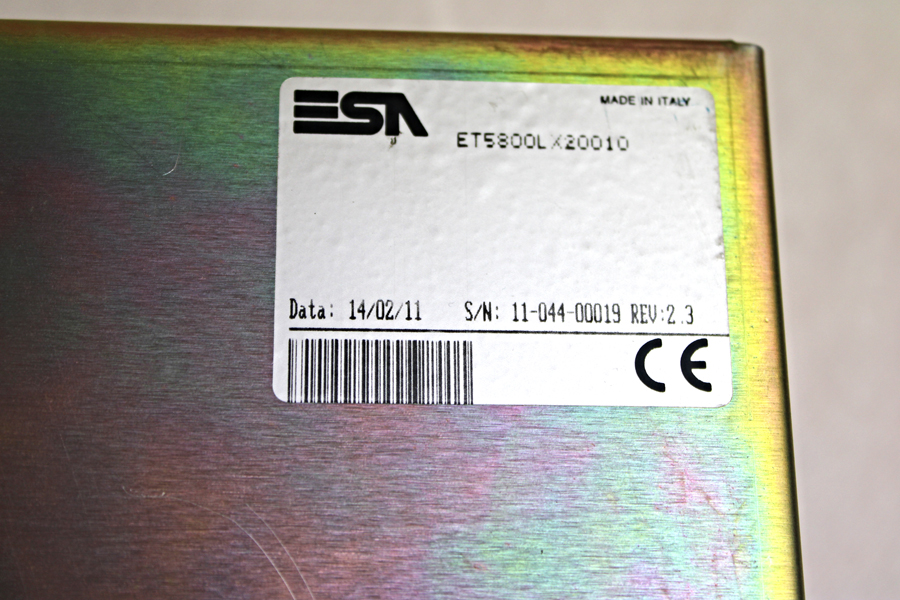 ESA
MADE IN ITALY
ET5800LX20010
Data: 14/02/11 S/N: 11-044-00019 REV:2.3
CE